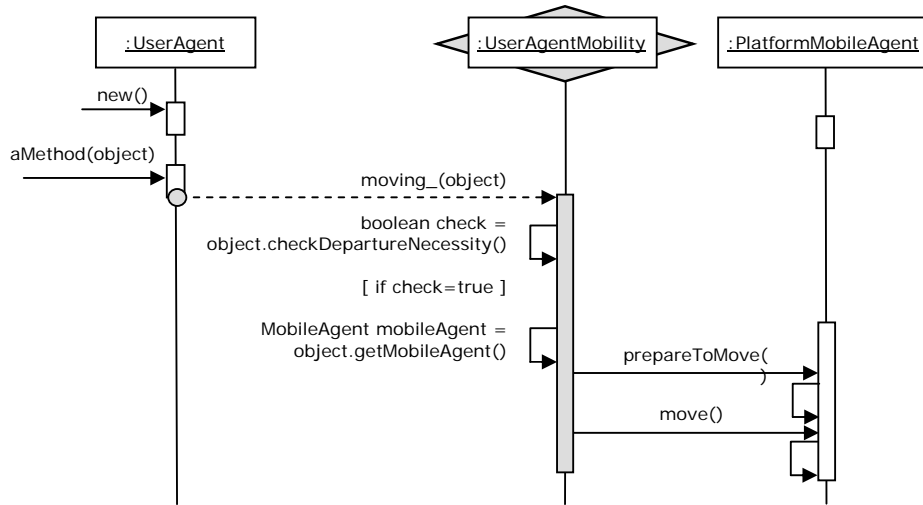 :UserAgent
:UserAgentMobility
:PlatformMobileAgent
new()
aMethod(object)
moving_(object)
boolean check =
object.checkDepartureNecessity()
[ if check=true ]
MobileAgent mobileAgent =
object.getMobileAgent()
prepareToMove(
)
move()